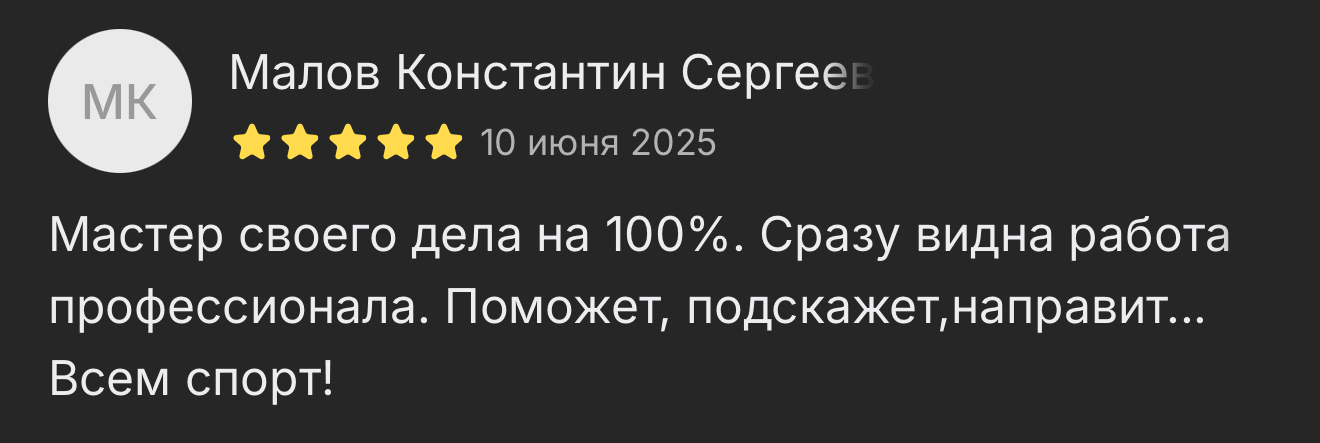 МК
Малов Константин Сергеев
10 июня 2025
Мастер своего дела на 100%. Сразу видна работа
профессионала. Поможет, подскажет,направит...
Всем спорт!